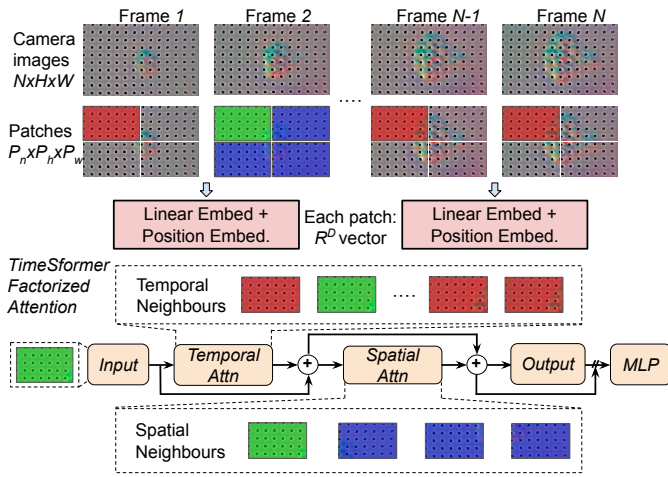 Frame 1
Frame 2
Frame N-1
Frame N
Camera
images
NxHxW
....
Patches
PnxPhxPw
Linear Embed +
Position Embed.
Each patch:
R^D vector
Linear Embed +
Position Embed.
TimeSformer
Factorized
Attention
Temporal
Neighbours
....
Input
Temporal
Attn
+
Spatial
Attn
+
Output
MLP
Spatial
Neighbours